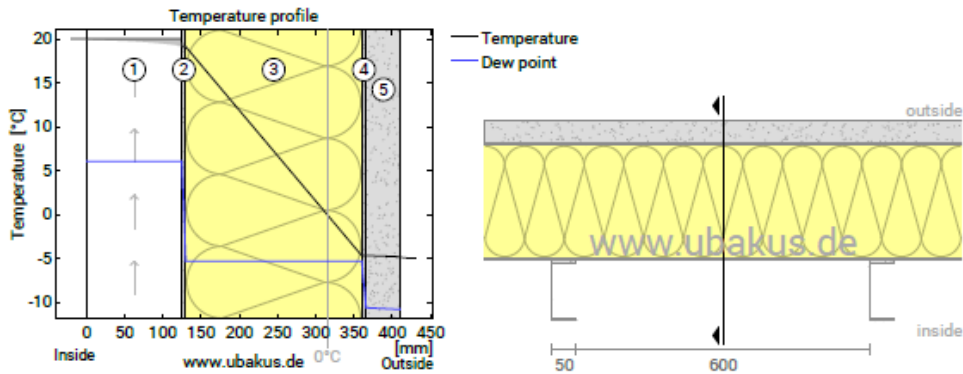 Temperature profile
Temperature [°C]
20
15
10
5
0
-5
-10
1
2
3
4
5
0 50 100 150 200 250 300 350 400 450
[mm]
Inside
www.ubakus.de
0°C
Outside
Temperature
Dew point
outside
www.ubakus.de
inside
50
600